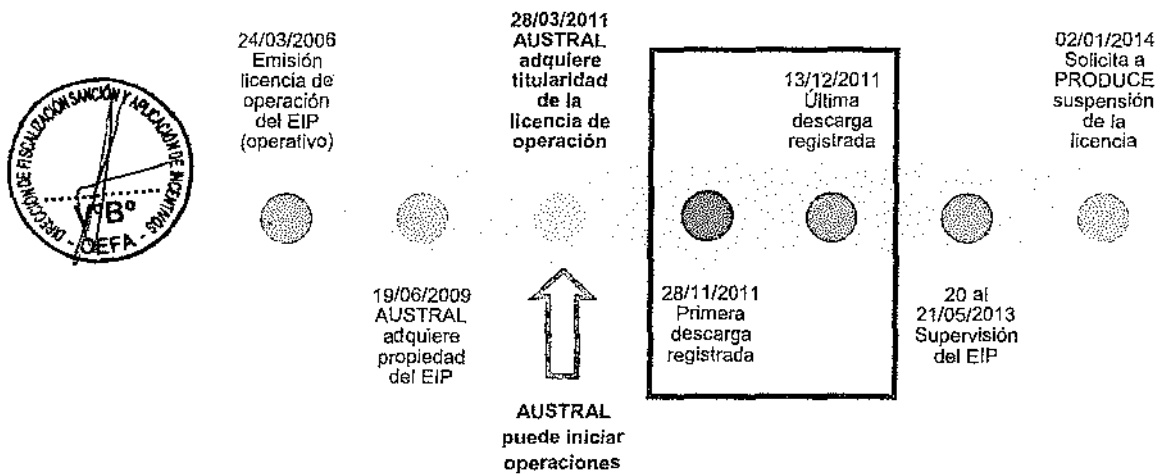 24/03/2006
Emisión
licencia de
operación
del EIP
(operativo)
28/03/2011
AUSTRAL
adquiere
titularidad
de la
licencia de
operación
13/12/2011
Última
descarga
registrada
02/01/2014
Solicita a
PRODUCE
suspensión
de la
licencia
DIRECCIÓN DE FISCALIZACIÓN SANCIÓN Y APLICACIÓN DE INCENTIVOS
V°B°
- OEFA -
19/06/2009
AUSTRAL
adquiere
propiedad
del EIP
28/11/2011
Primera
descarga
registrada
20 al
21/05/2013
Supervisión
del EIP
AUSTRAL
puede iniciar
operaciones